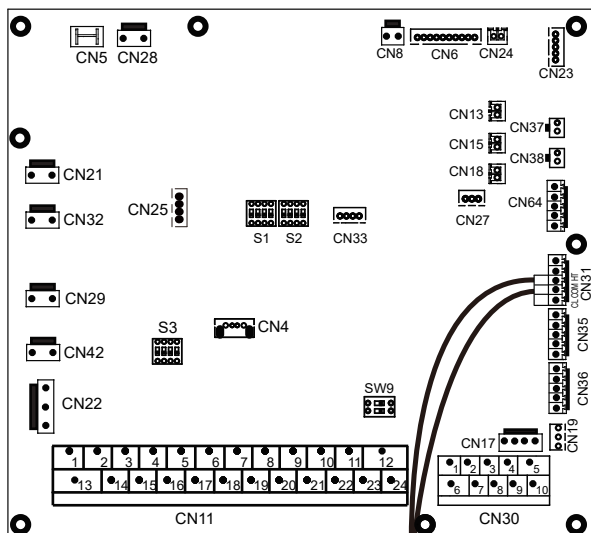 CN5
CN28
CN8
CN6
CN24
CN23
CN13
CN15
CN18
CN37
CN38
CN21
CN32
CN25
S1
S2
CN33
CN27
CN64
CN31
CL COM HT
CN29
CN42
CN22
S3
CN4
CN35
CN36
SW9
CN17
CN19
1 2 3 4 5 6 7 8 9 10 11 12
13 14 15 16 17 18 19 20 21 22 23 24
CN11
1 2 3 4 5
6 7 8 9 10
CN30